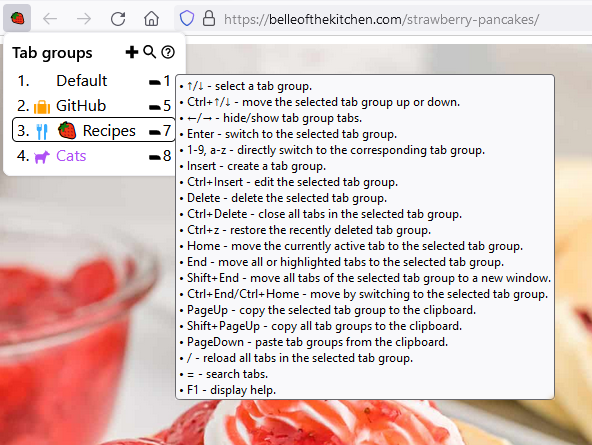 https://belleofthekitchen.com/strawberry-pancakes/
Tab groups
1. Default 1
2. GitHub 5
3. Recipes 7
4. Cats 8
• ↑/↓ - select a tab group.
• Ctrl+↑/↓ - move the selected tab group up or down.
• ←/→ - hide/show tab group tabs.
• Enter - switch to the selected tab group.
• 1-9, a-z - directly switch to the corresponding tab group.
• Insert - create a tab group.
• Ctrl+Insert - edit the selected tab group.
• Delete - delete the selected tab group.
• Ctrl+Delete - close all tabs in the selected tab group.
• Ctrl+z - restore the recently deleted tab group.
• Home - move the currently active tab to the selected tab group.
• End - move all or highlighted tabs to the selected tab group.
• Shift+End - move all tabs of the selected tab group to a new window.
• Ctrl+End/Ctrl+Home - move by switching to the selected tab group.
• PageUp - copy the selected tab group to the clipboard.
• Shift+PageUp - copy all tab groups to the clipboard.
• PageDown - paste tab groups from the clipboard.
• / - reload all tabs in the selected tab group.
• = - search tabs.
• F1 - display help.